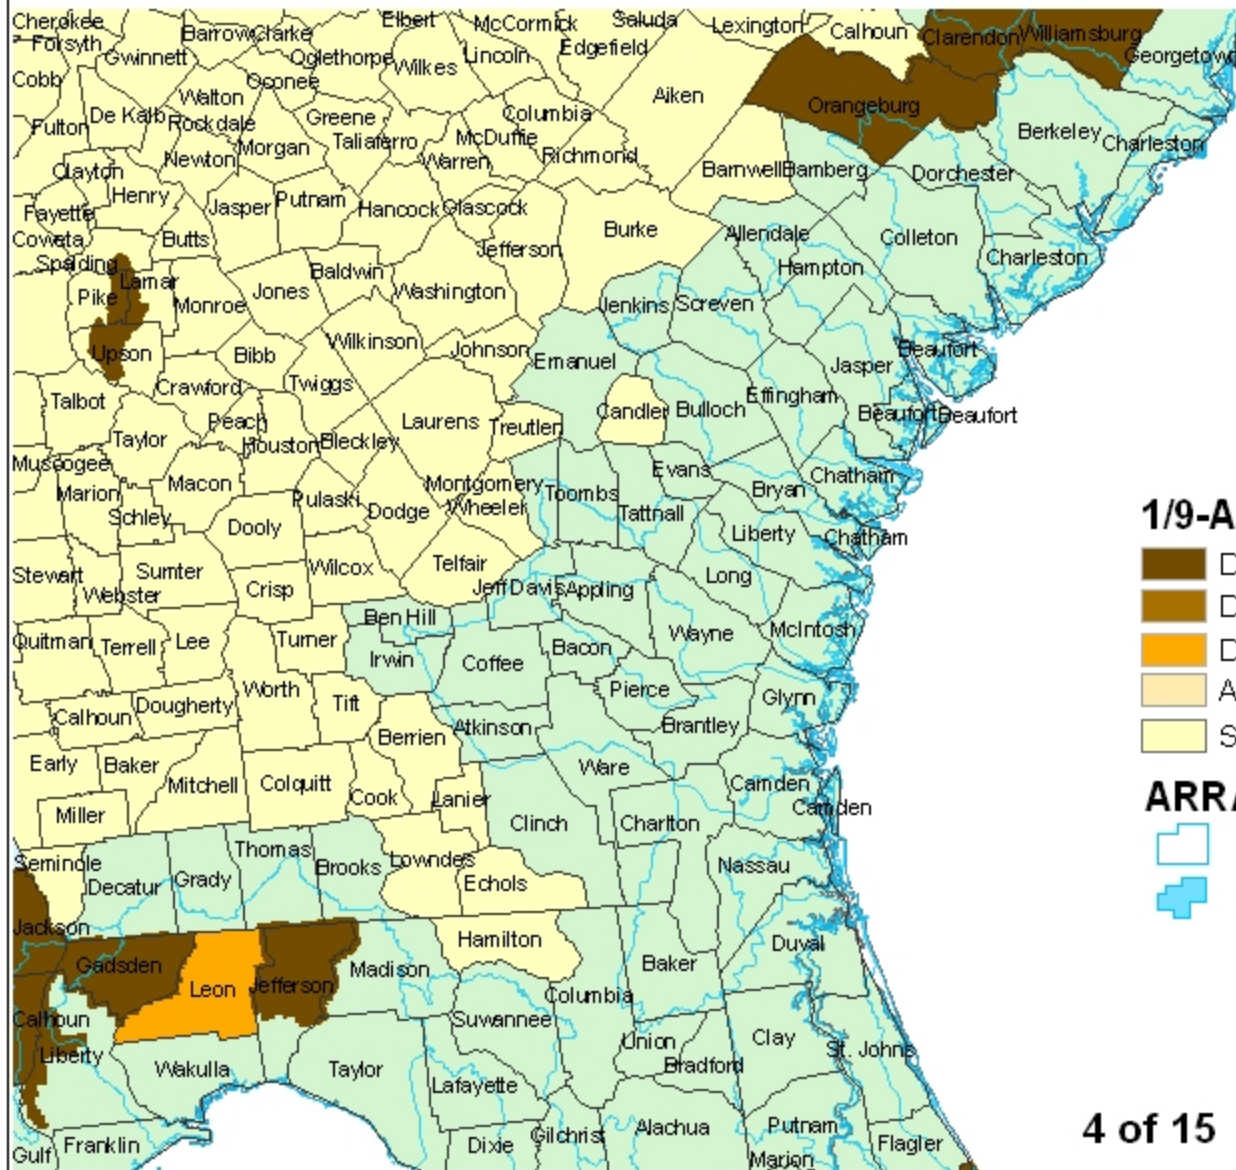 Cherokee Barrow Clarke Elbert McCormick Saluda Lexington Calhoun Clarendon Williamsburg
Forsyth Gwinnett Oglethorpe Lincoln Edgefield Georgetown
Cobb Oconee Wilkes
Walton Aiken Orangeburg
De Kalb Rockdale Greene Columbia
Fulton Morgan Taliaferro McDuffie Berkeley Charleston
Newton Warren Richmond
Clayton Barnwell Bamberg Dorchester
Henry Jasper Putnam Hancock Glascock
Fayette Burke Allendale Colleton
Coweta Butts Jefferson Charleston
Spalding Lamar Baldwin Hampton
Pike Monroe Jones Washington Jenkins Screven
Upson Bibb Wilkinson Johnson Emanuel Jasper Beaufort
Talbot Crawford Twiggs Effingham
Peach Laurens Treutlen Candler Bulloch Beaufort Beaufort
Taylor Houston Bleckley
Muscogee Macon Evans Chatham
Marion Pulaski Montgomery Toombs Bryan
Schley Dooly Dodge Wheeler Tattnall 1/9-A
Liberty Chatham
Stewart Sumter Wilcox Telfair D
Webster Crisp Jeff Davis Appling Long
Ben Hill D
Quitman Terrell Lee Turner Bacon Wayne McIntosh
Irwin Coffee D
Worth Tift Pierce Glynn A
Calhoun Dougherty Atkinson Brantley
Berrien S
Early Baker Ware
Mitchell Colquitt Cook Lanier Camden
Miller Clinch Charlton Camden ARRA
Seminole Thomas Brooks Lowndes Nassau
Decatur Grady Echols
Jackson Hamilton Duval
Gadsden Leon Jefferson Madison Baker
Columbia
Calhoun Suwannee Union Clay
Liberty Wakulla Taylor Bradford St. Johns
Lafayette
Franklin Dixie Gilchrist Alachua Putnam Flagler 4 of 15
Gulf Marion